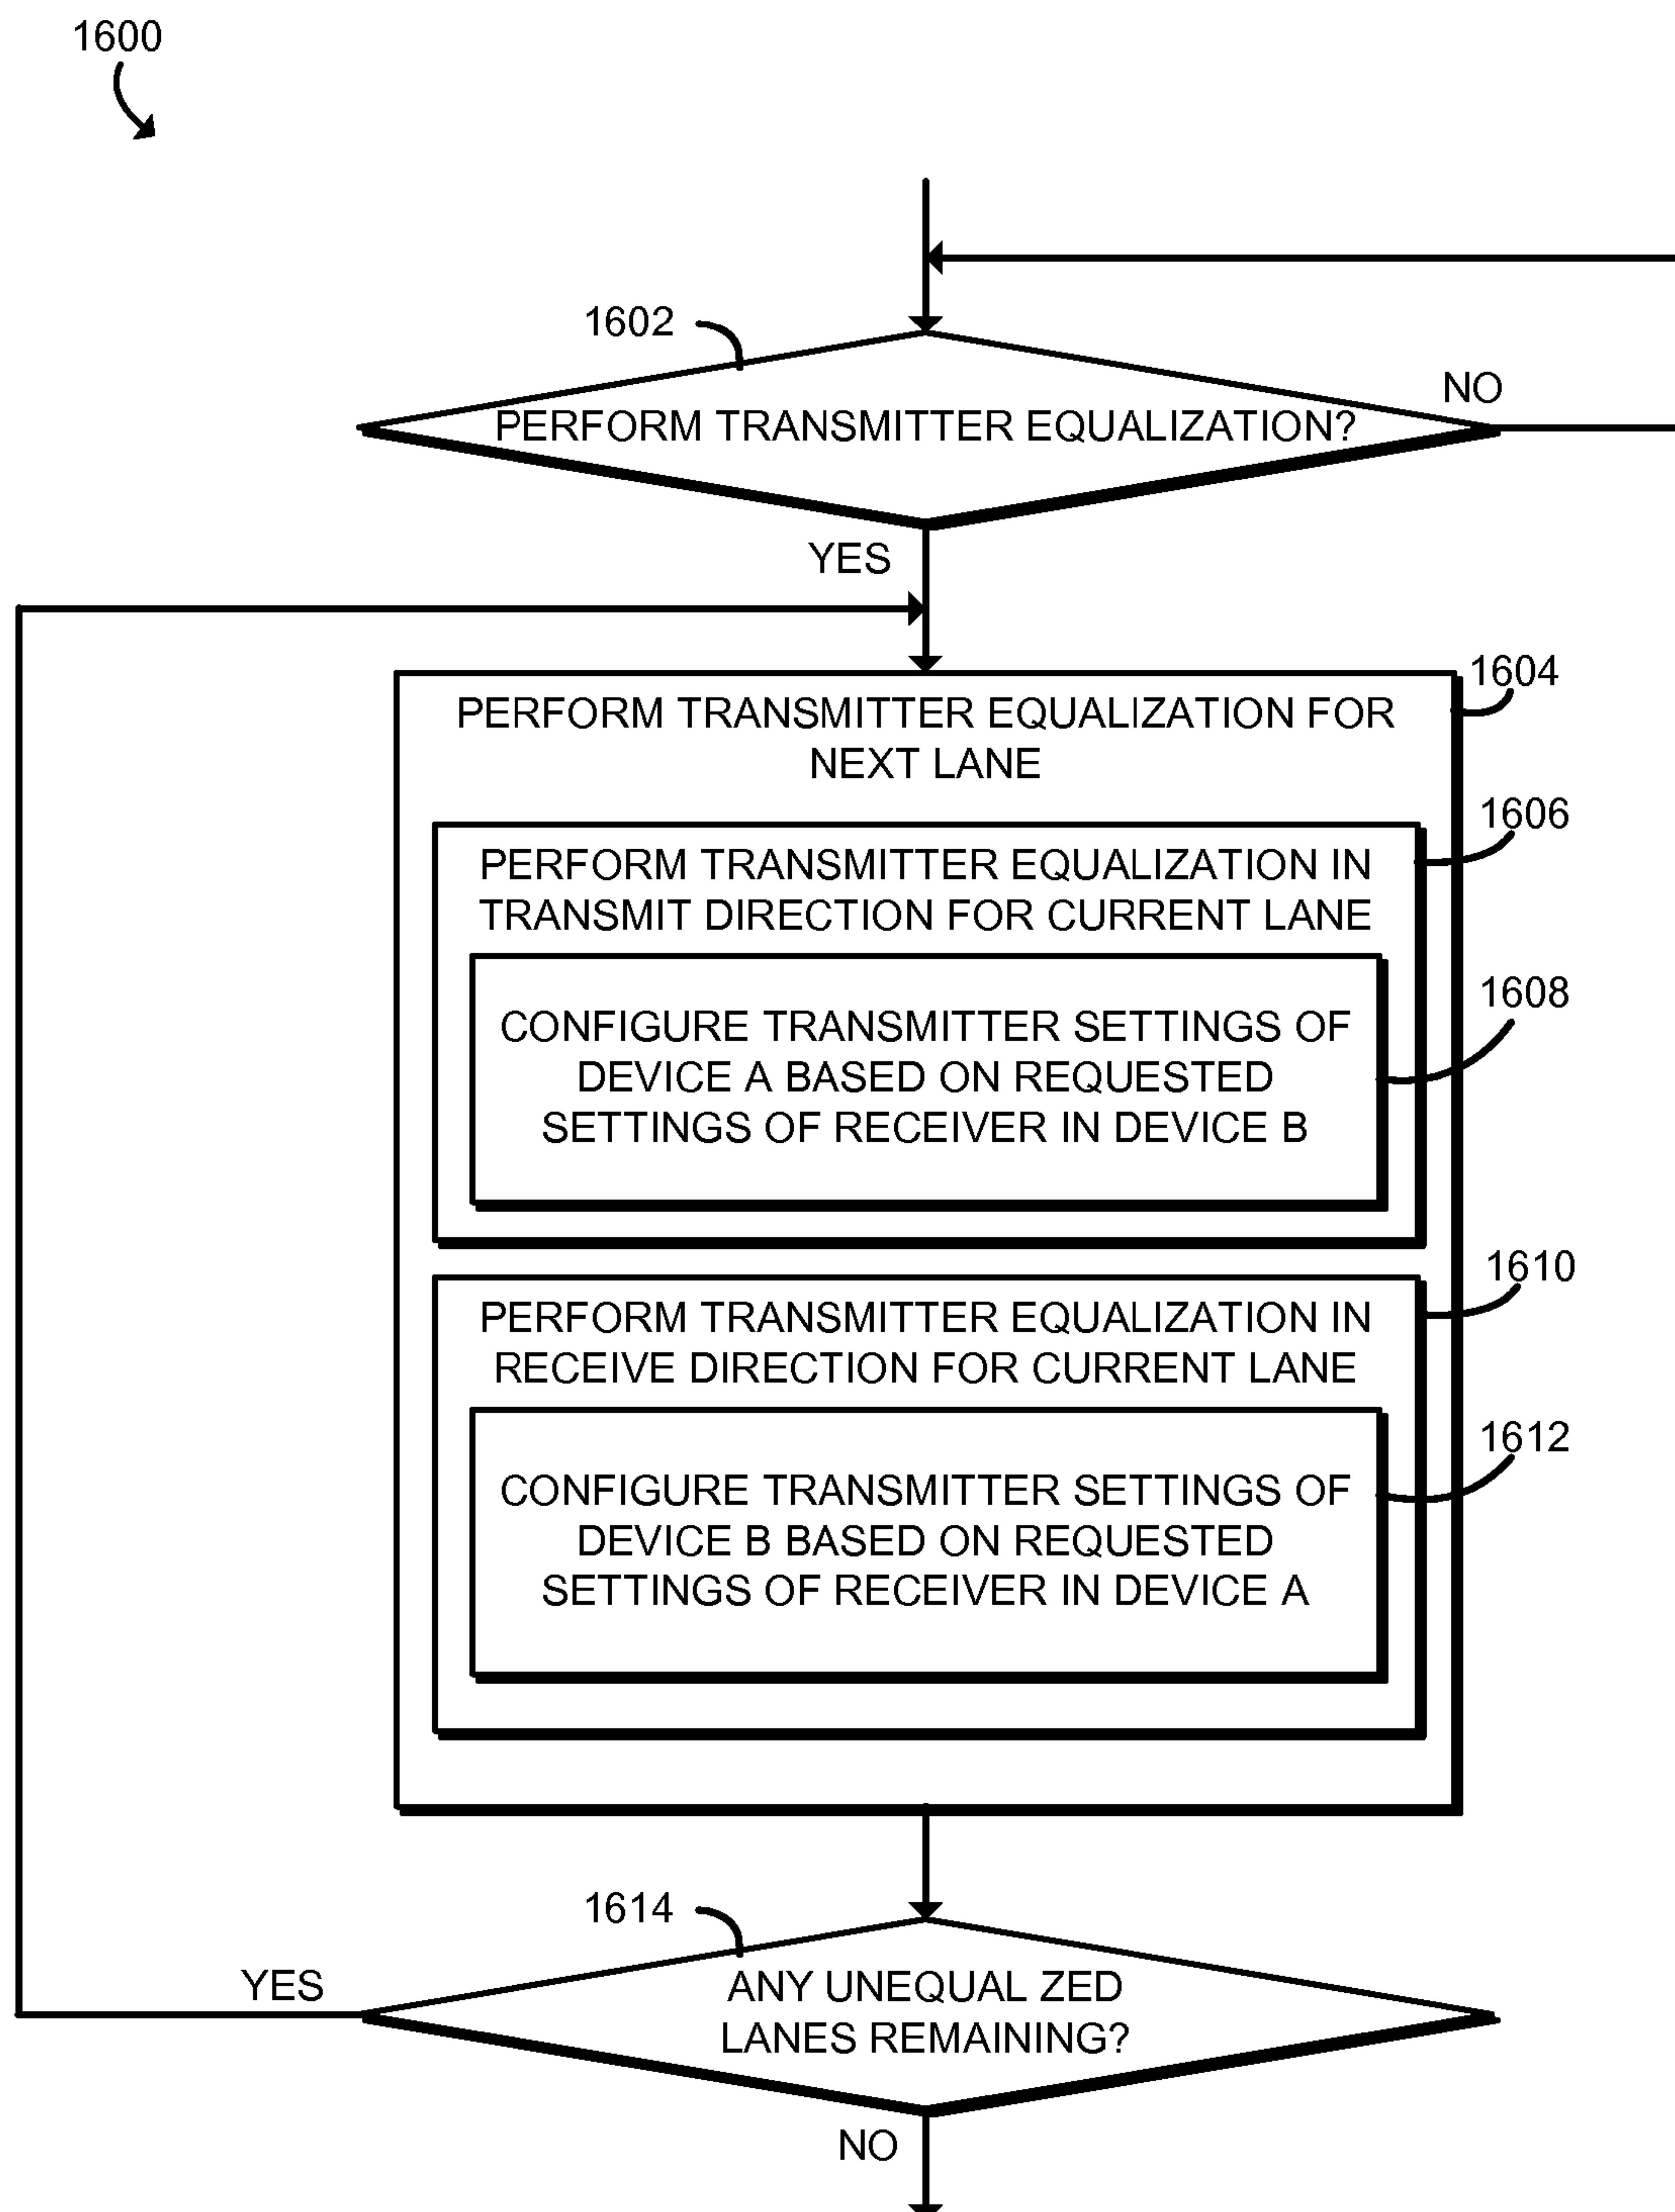 1600
1602
NO
PERFORM TRANSMITTER EQUALIZATION?
YES
1604
PERFORM TRANSMITTER EQUALIZATION FOR
NEXT LANE
1606
PERFORM TRANSMITTER EQUALIZATION IN
TRANSMIT DIRECTION FOR CURRENT LANE
1608
CONFIGURE TRANSMITTER SETTINGS OF
DEVICE A BASED ON REQUESTED
SETTINGS OF RECEIVER IN DEVICE B
1610
PERFORM TRANSMITTER EQUALIZATION IN
RECEIVE DIRECTION FOR CURRENT LANE
1612
CONFIGURE TRANSMITTER SETTINGS OF
DEVICE B BASED ON REQUESTED
SETTINGS OF RECEIVER IN DEVICE A
1614
YES
ANY UNEQUAL ZED
LANES REMAINING?
NO